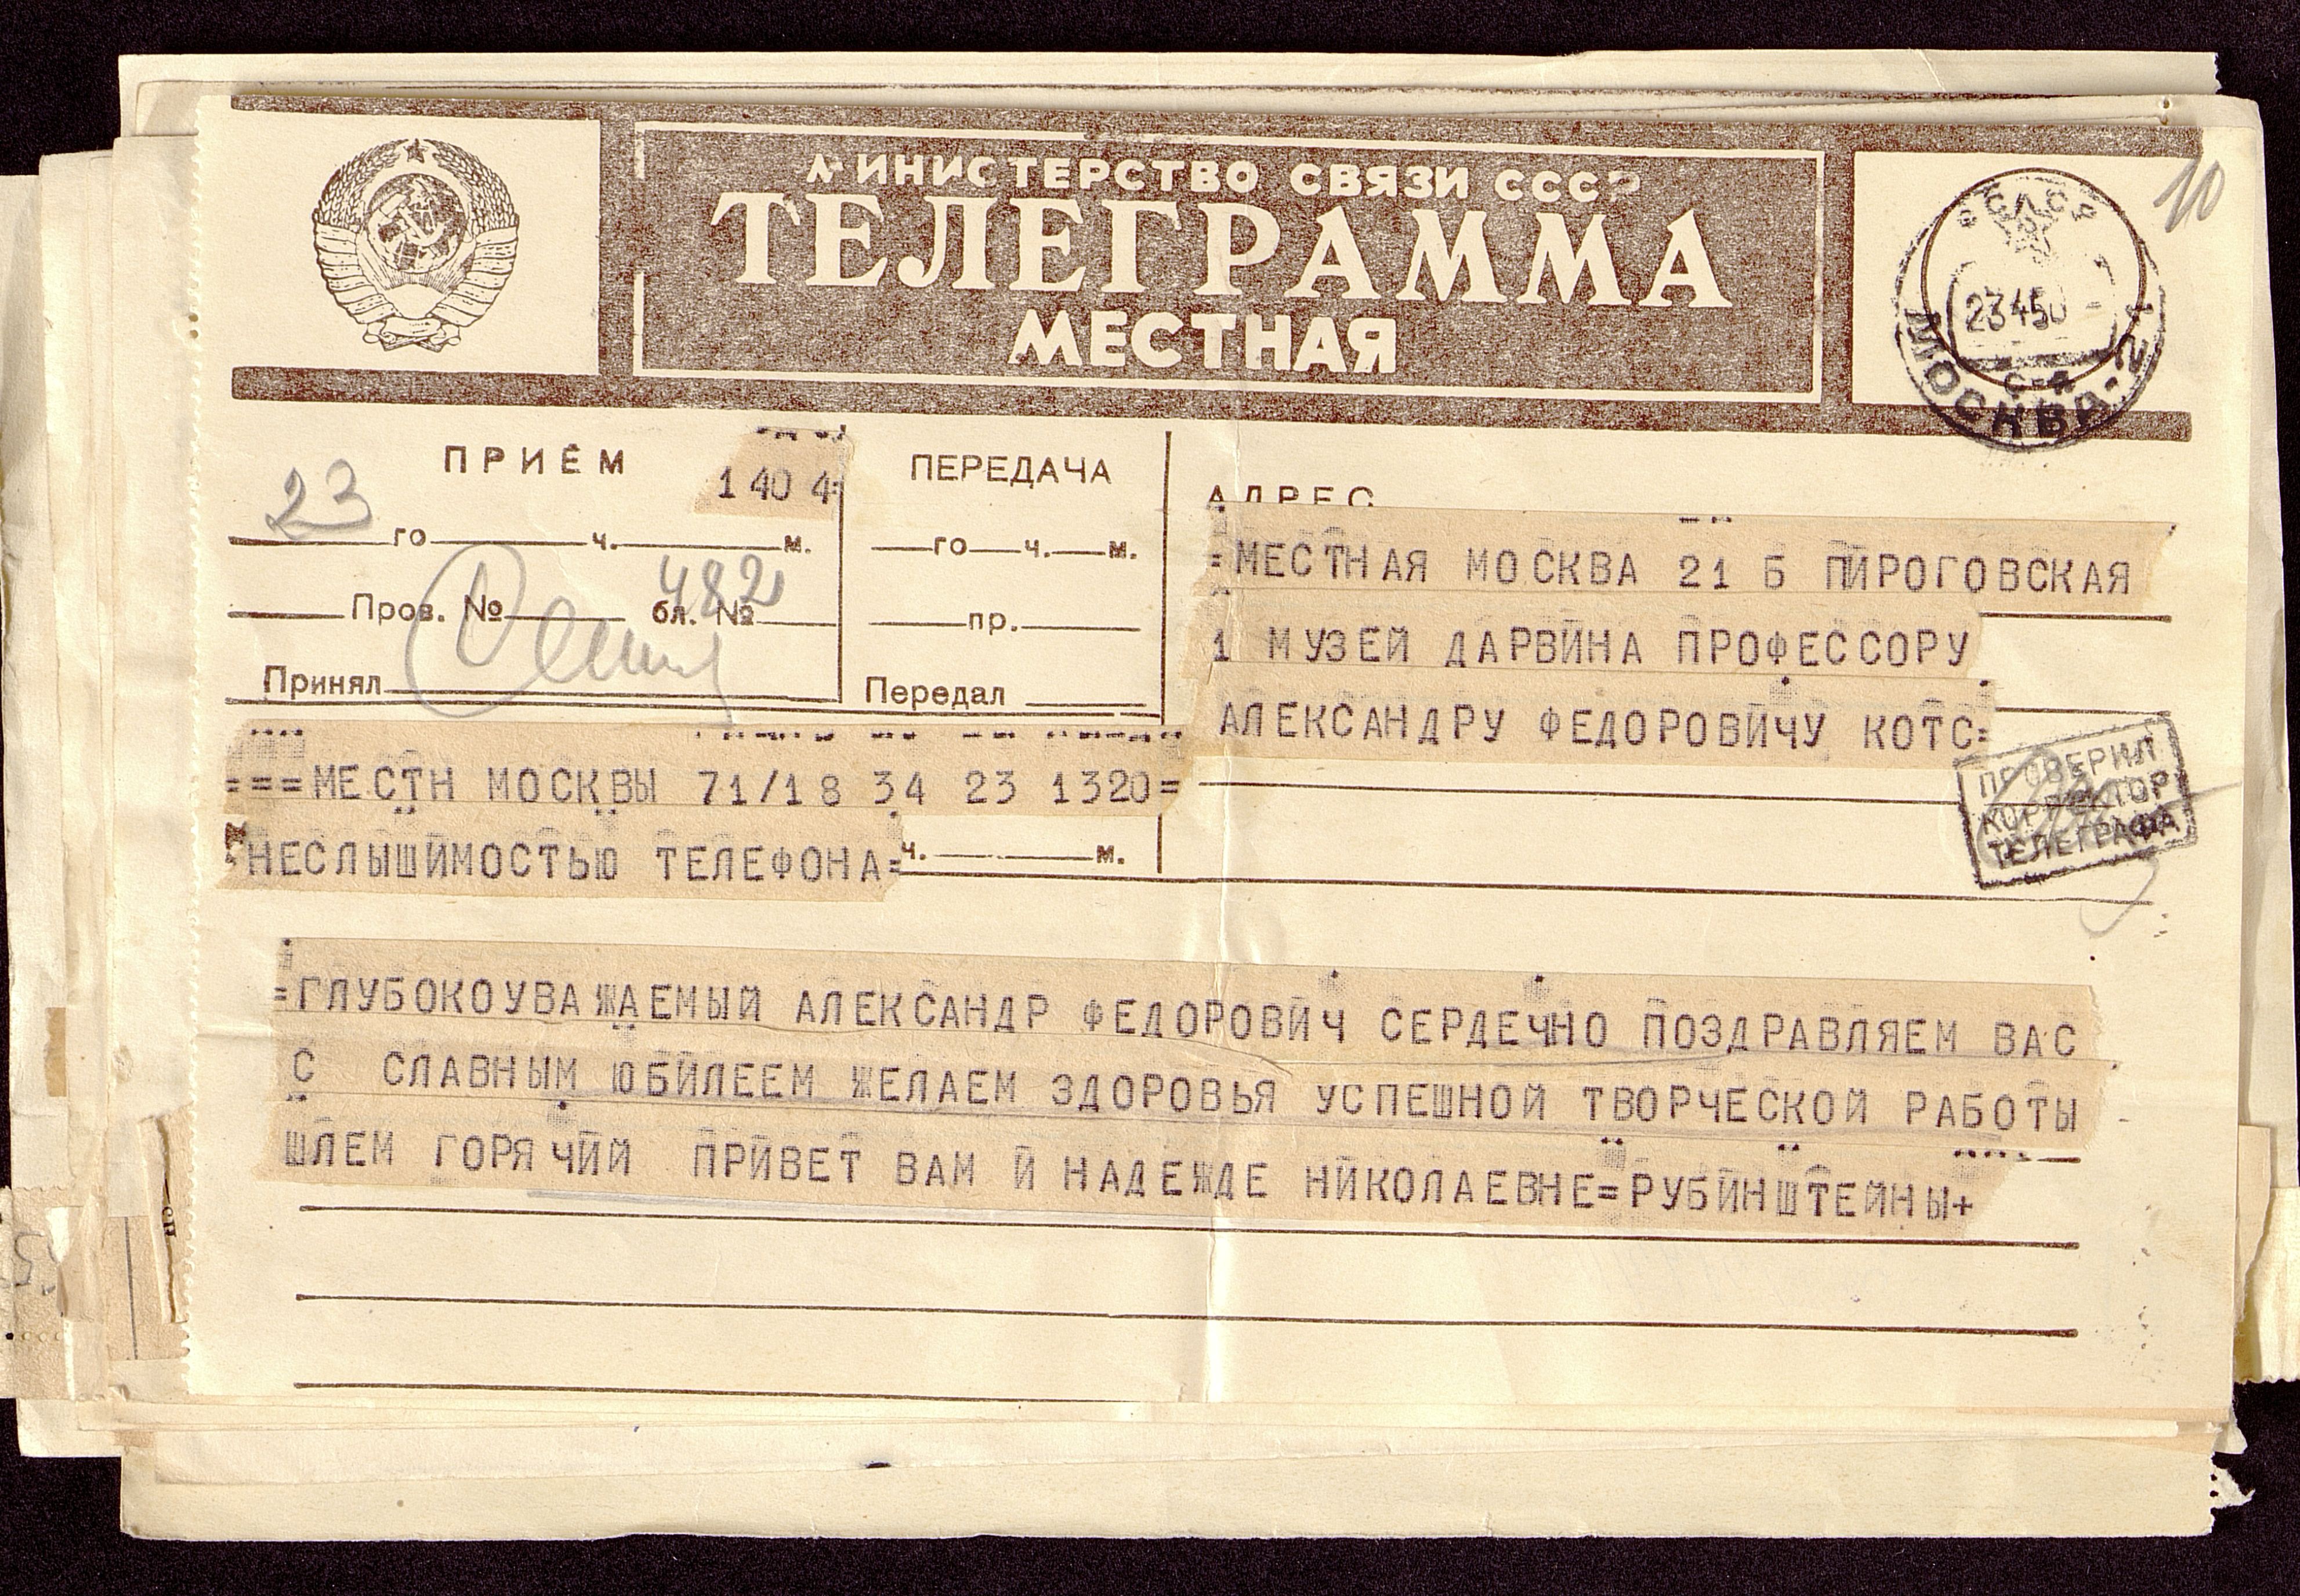 МИНИСТЕРСТВО СВЯЗИ СССР
ТЕЛЕГРАММА
МЕСТНАЯ
10
РСФСР
23 4 50
МОСКВА-21
ПРИЁМ
1 40 4=
23 го ч. м.
482
Пров. № бл. №
Принял
ПЕРЕДАЧА
го ч. м.
пр.
Передал
АДРЕС
=МЕСТНАЯ МОСКВА 21 Б ПИРОГОВСКАЯ
1 МУЗЕЙ ДАРВИНА ПРОФЕССОРУ
АЛЕКСАНДРУ ФЕДОРОВИЧУ КОТС=
ПРОВЕРИЛ
КОРРЕКТОР
ТЕЛЕГРАФА
===МЕСТН МОСКВЫ 71/18 34 23 1320=
НЕСЛЫШИМОСТЬЮ ТЕЛЕФОНА= ч. м.
=ГЛУБОКОУВАЖАЕМЫЙ АЛЕКСАНДР ФЕДОРОВИЧ СЕРДЕЧНО ПОЗДРАВЛЯЕМ ВАС
С СЛАВНЫМ ЮБИЛЕЕМ ЖЕЛАЕМ ЗДОРОВЬЯ УСПЕШНОЙ ТВОРЧЕСКОЙ РАБОТЫ
ШЛЕМ ГОРЯЧИЙ ПРИВЕТ ВАМ И НАДЕЖДЕ НИКОЛАЕВНЕ=РУБИНШТЕЙНЫ+